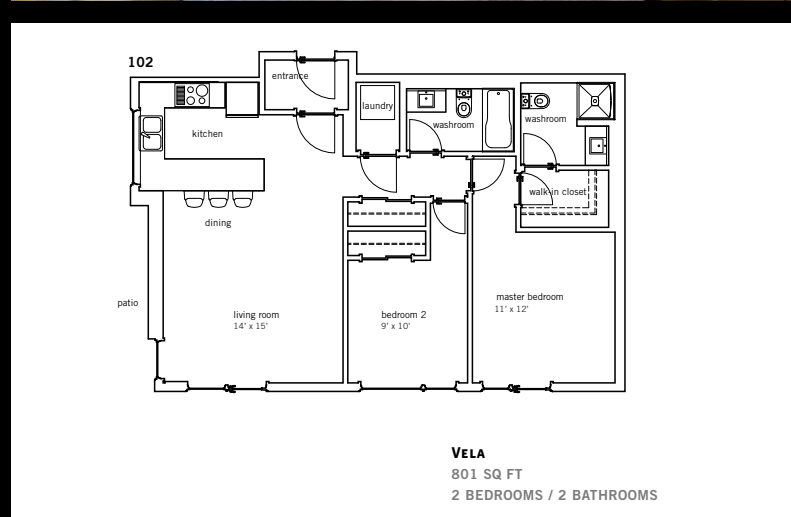 102
entrance
laundry
kitchen
washroom
washroom
walk-in closet
dining
patio
living room
14' x 15'
bedroom 2
9' x 10'
master bedroom
11' x 12'
VELA
801 SQ FT
2 BEDROOMS / 2 BATHROOMS